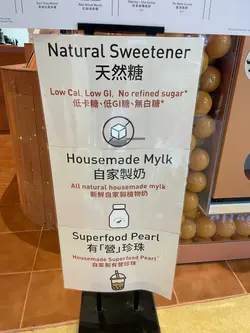 Natural Sweetener
天然糖
Low Cal, Low GI, No refined sugar*
低卡糖、低GI糖、無白糖*
Housemade Mylk
自家製奶
All natural housemade mylk
新鮮自家製植物奶
Superfood Pearl
有「營」珍珠
Housemade Superfood Pearl*
自家製有營珍珠